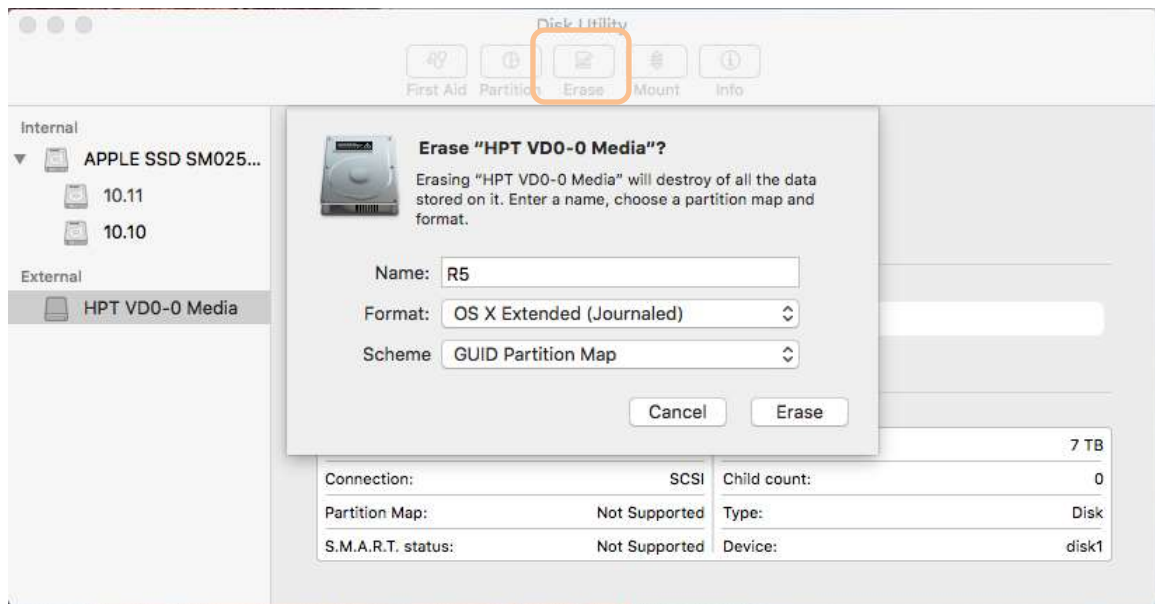 Disk Utility
First Aid Partition Erase Mount Info
Internal
APPLE SSD SM025...
10.11
10.10
External
HPT VD0-0 Media
Erase "HPT VD0-0 Media"?
Erasing "HPT VD0-0 Media" will destroy of all the data
stored on it. Enter a name, choose a partition map and
format.
Name: R5
Format: OS X Extended (Journaled)
Scheme GUID Partition Map
Cancel Erase
7 TB
Connection: SCSI Child count: 0
Partition Map: Not Supported Type: Disk
S.M.A.R.T. status: Not Supported Device: disk1